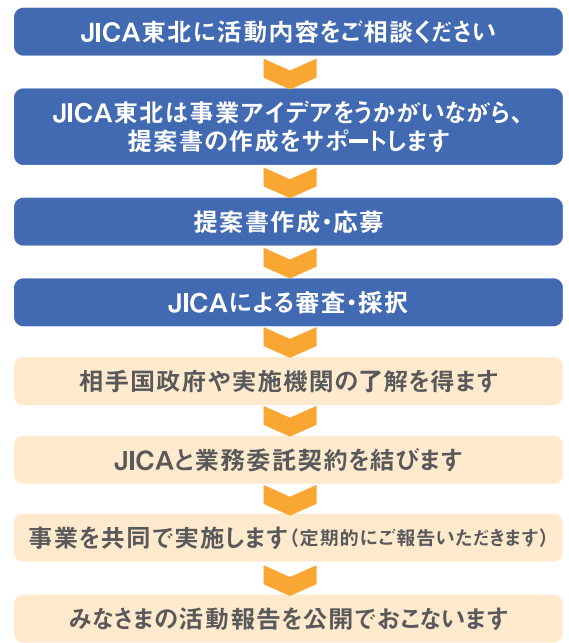 JICA東北に活動内容をご相談ください
JICA東北は事業アイデアをうかがいながら、
提案書の作成をサポートします
提案書作成・応募
JICAによる審査・採択
相手国政府や実施機関の了解を得ます
JICAと業務委託契約を結びます
事業を共同で実施します（定期的にご報告いただきます）
みなさまの活動報告を公開でおこないます